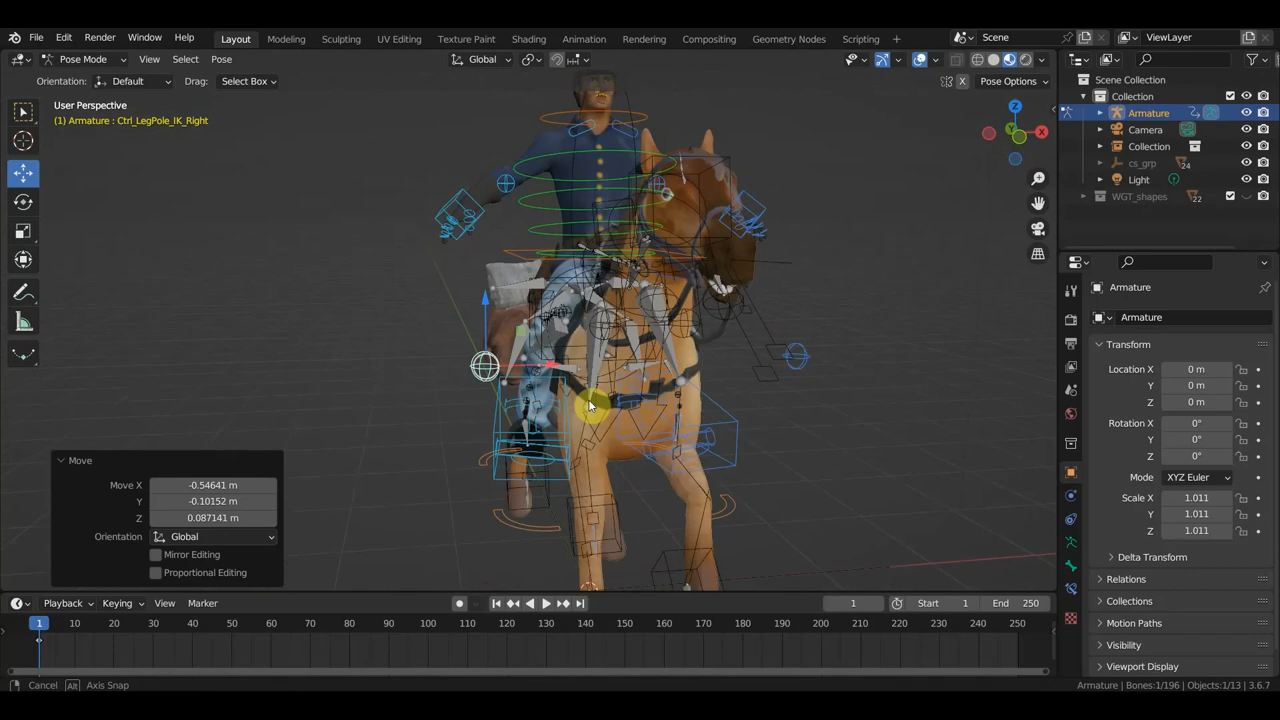 File Edit Render Window Help Layout Modeling Sculpting UV Editing Texture Paint Shading Animation Rendering Compositing Geometry Nodes Scripting + Scene ViewLayer
Pose Mode View Select Pose Global
Orientation: Default Drag: Select Box X Pose Options
Scene Collection
Collection
Armature
Camera
Collection
cs_grp 24
Light
WGT_shapes 22
User Perspective
(1) Armature : Ctrl_LegPole_IK_Right
Z
X
Y
Armature
Armature
Transform
Location X 0 m
Y 0 m
Z 0 m
Rotation X 0°
Y 0°
Z 0°
Mode XYZ Euler
Scale X 1.011
Y 1.011
Z 1.011
Delta Transform
Relations
Collections
Motion Paths
Visibility
Viewport Display
Move
Move X -0.54641 m
Y -0.10152 m
Z 0.087141 m
Orientation Global
Mirror Editing
Proportional Editing
Playback Keying View Marker 1 Start 1 End 250
1 10 20 30 40 50 60 70 80 90 100 110 120 130 140 150 160 170 180 190 200 210 220 230 240 250
Cancel Alt Axis Snap Armature | Bones:1/196 | Objects:1/13 | 3.6.7